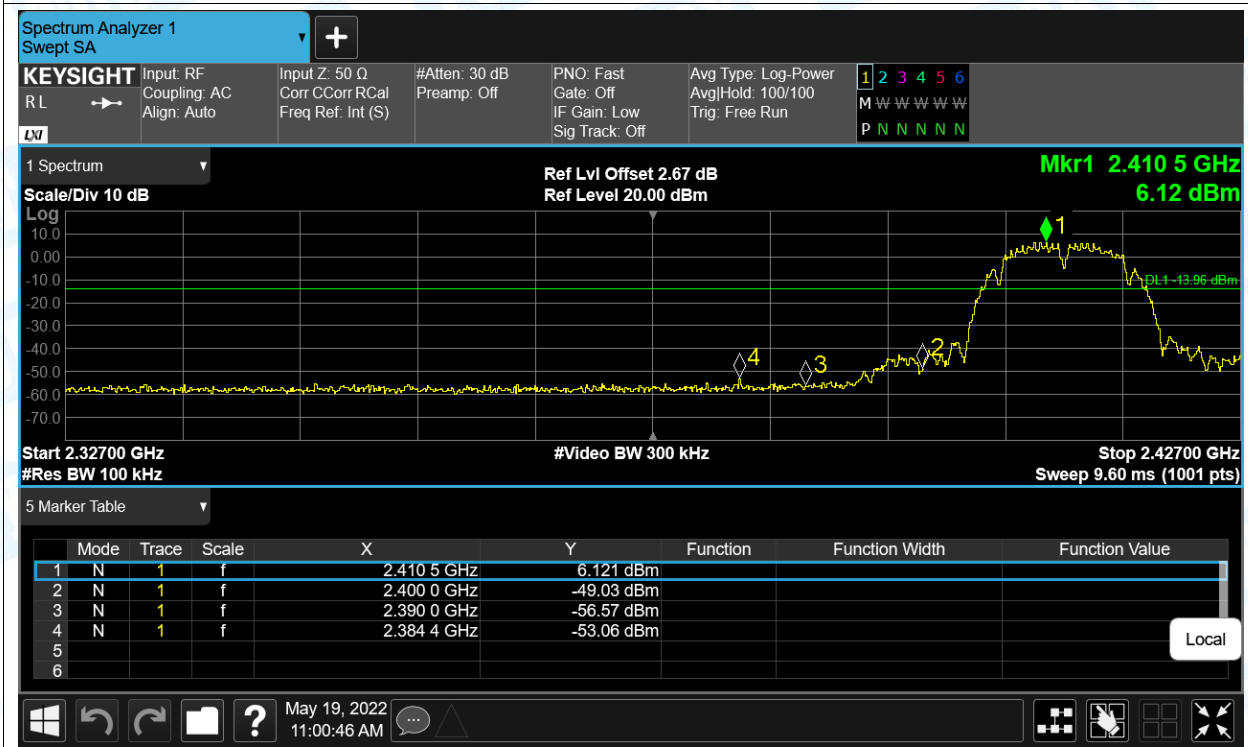 Spectrum Analyzer 1
Swept SA
+
KEYSIGHT Input: RF Input Z: 50 Ω #Atten: 30 dB PNO: Fast Avg Type: Log-Power 1 2 3 4 5 6
R L Coupling: AC Corr CCorr RCal Preamp: Off Gate: Off Avg|Hold: 100/100 M W W W W W
Align: Auto Freq Ref: Int (S) IF Gain: Low Trig: Free Run
LXI Sig Track: Off P N N N N N
1 Spectrum
Ref Lvl Offset 2.67 dB Mkr1 2.410 5 GHz
Scale/Div 10 dB Ref Level 20.00 dBm 6.12 dBm
Log
1
10.0
0.00
-10.0
DL1 -13.96 dBm
-20.0
-30.0
-40.0
2
4
3
-50.0
-60.0
-70.0
Start 2.32700 GHz #Video BW 300 kHz Stop 2.42700 GHz
#Res BW 100 kHz Sweep 9.60 ms (1001 pts)
5 Marker Table
Mode Trace Scale X Y Function Function Width Function Value
1 N 1 f 2.410 5 GHz 6.121 dBm
2 N 1 f 2.400 0 GHz -49.03 dBm
3 N 1 f 2.390 0 GHz -56.57 dBm
4 N 1 f 2.384 4 GHz -53.06 dBm
5
6
Local
? May 19, 2022
11:00:46 AM